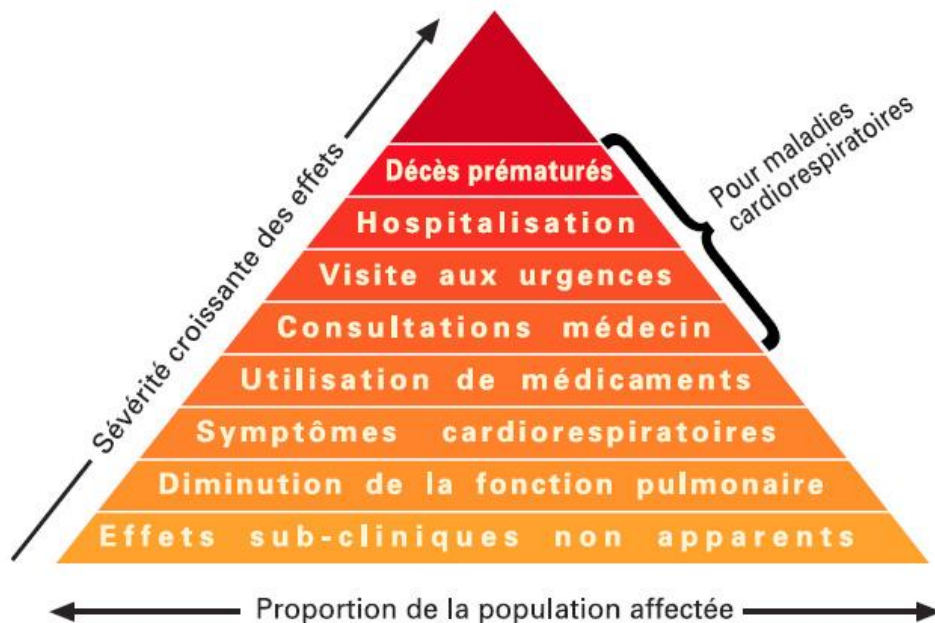 Sévérité croissante des effets
Pour maladies
cardiorespiratoires
Décès prématurés
Hospitalisation
Visite aux urgences
Consultations médecin
Utilisation de médicaments
Symptômes cardiorespiratoires
Diminution de la fonction pulmonaire
Effets sub-cliniques non apparents
Proportion de la population affectée